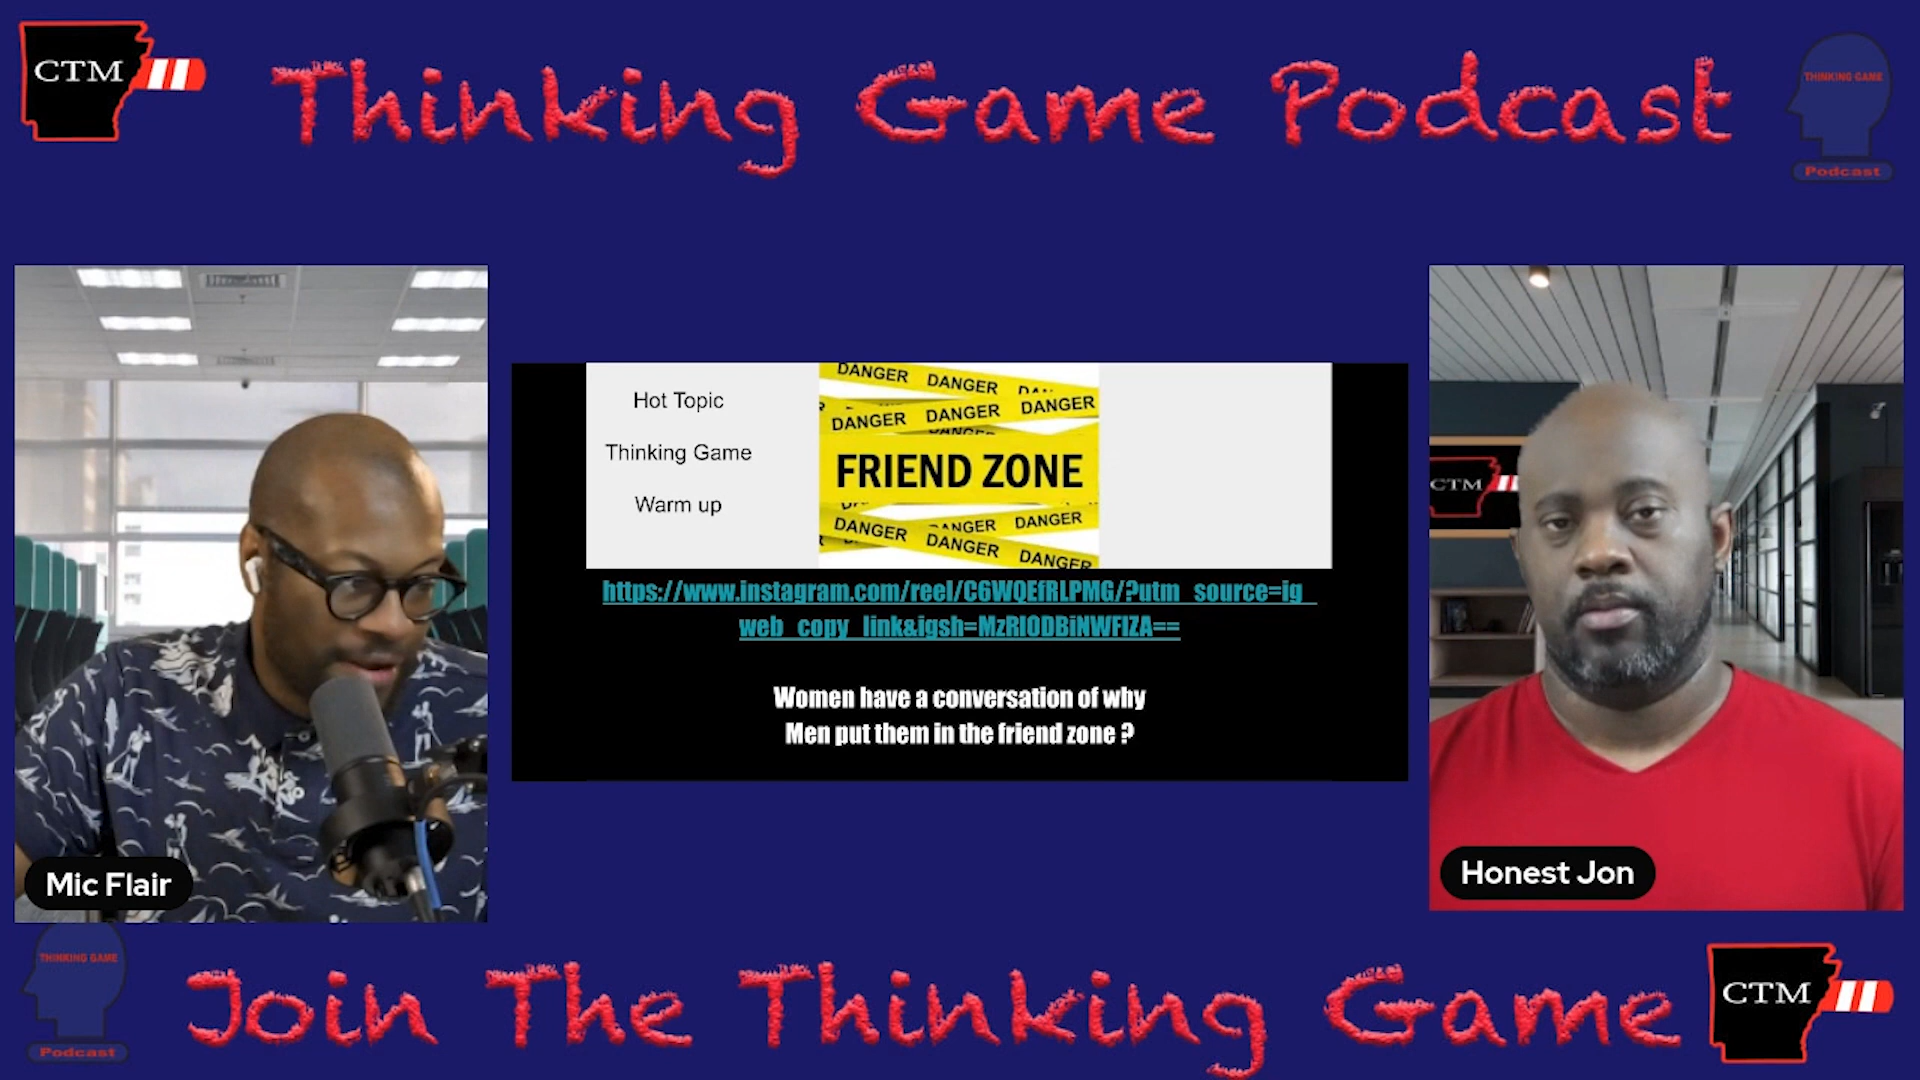 CTM
Thinking Game Podcast
THINKING GAME
Podcast
Hot Topic
Thinking Game
Warm up
DANGER DANGER
DANGER DANGER DANGER
FRIEND ZONE
DANGER DANGER DANGER
DANGER DANGER
https://www.instagram.com/reel/C6WQEfRLPMG/?utm_source=ig_
web_copy_link&igsh=MzRlODBiNWFlZA==
Women have a conversation of why
Men put them in the friend zone ?
CTM
Mic Flair
Honest Jon
THINKING GAME
Podcast
Join The Thinking Game
CTM